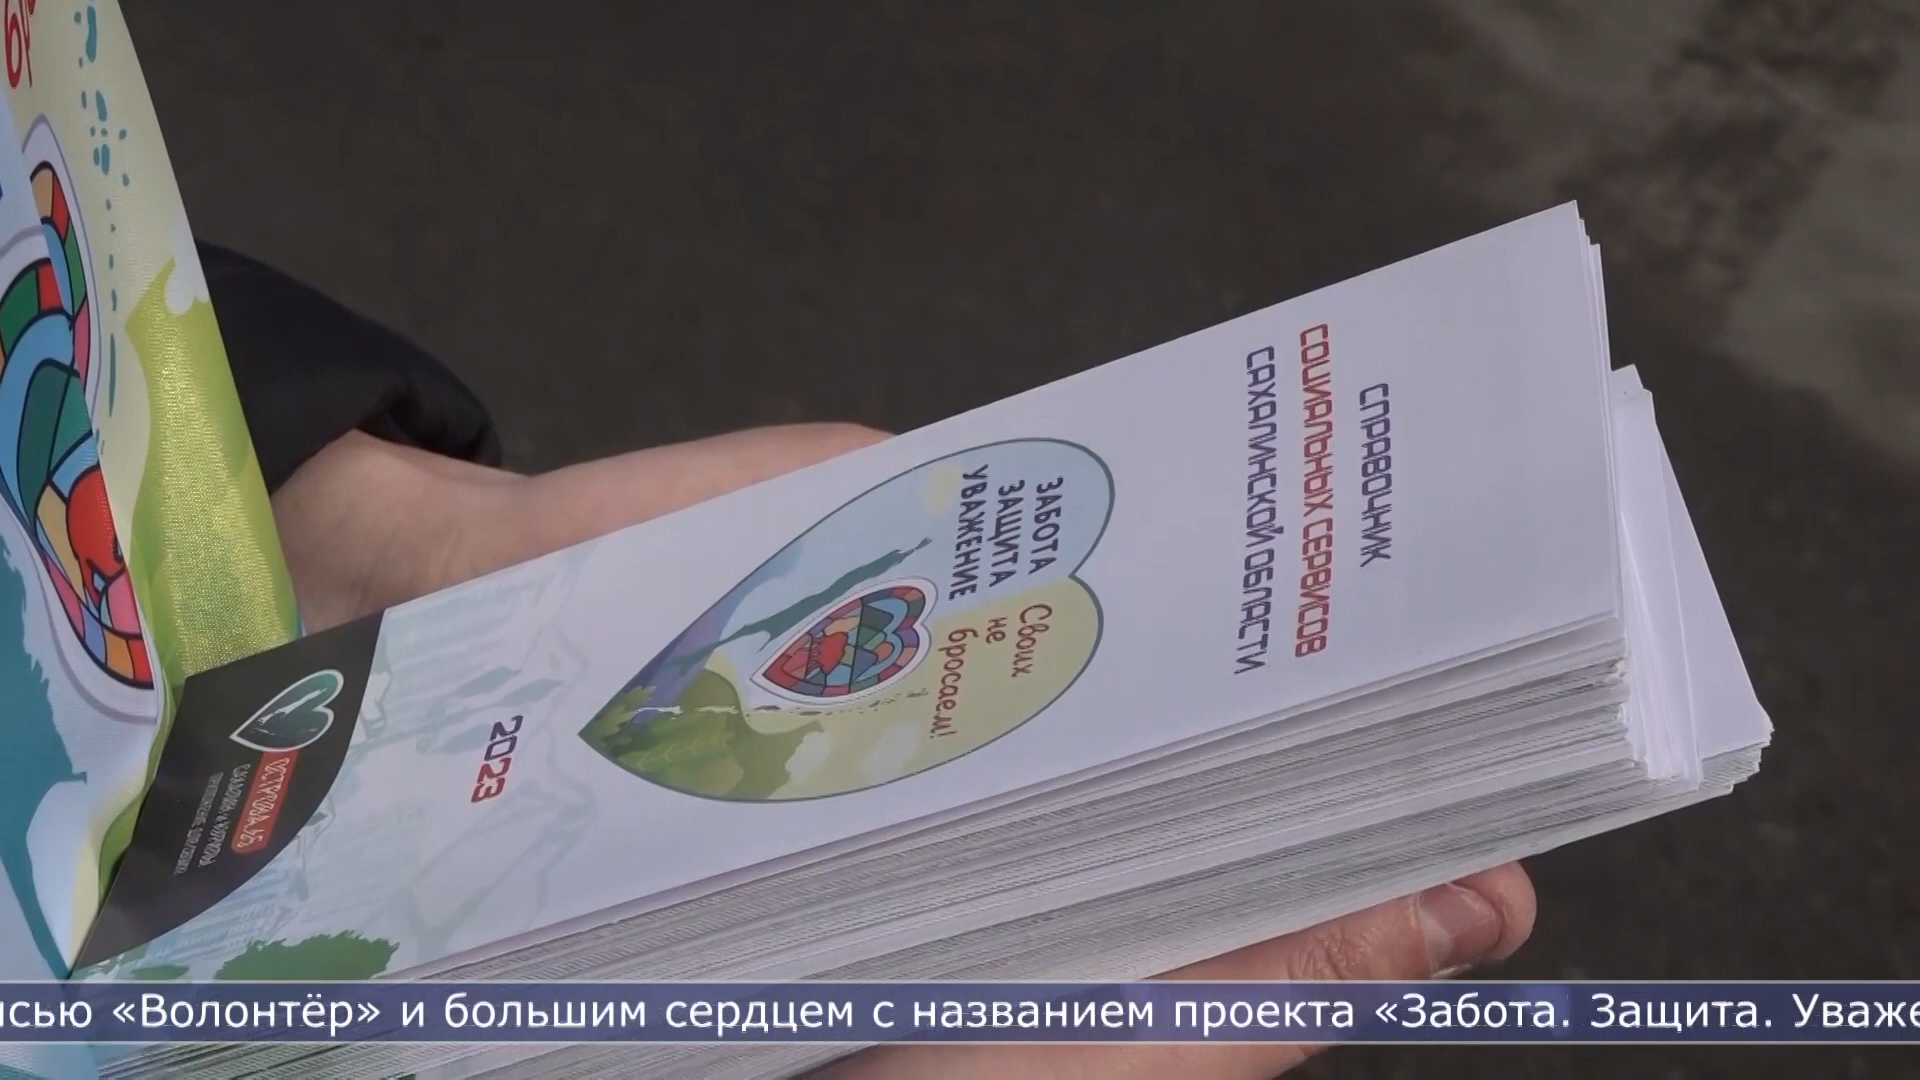 СПРАВОЧНИК
СОЦИАЛЬНЫХ СЕРВИСОВ
САХАЛИНСКОЙ ОБЛАСТИ
ЗАБОТА
ЗАЩИТА
УВАЖЕНИЕ
Своих
не
бросаем!
2023
исью «Волонтёр» и большим сердцем с названием проекта «Забота. Защита. Уваже